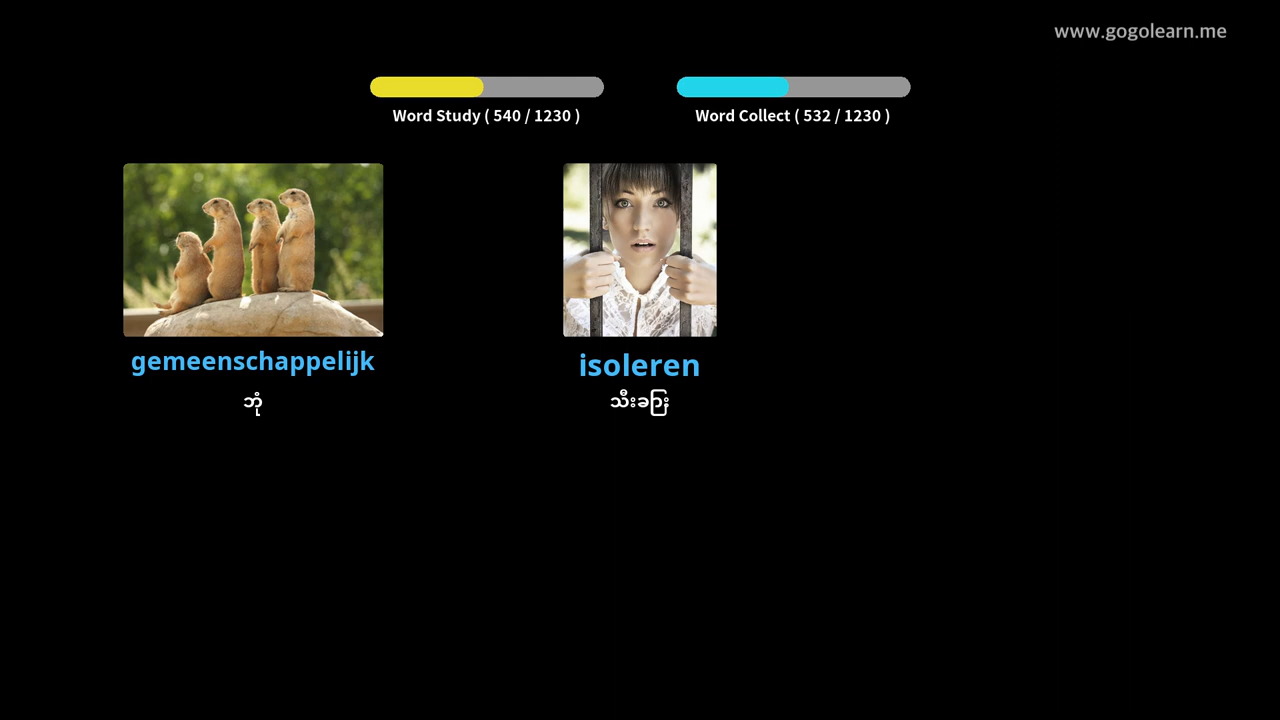 www.gogolearn.me
Word Study ( 540 / 1230 )
Word Collect ( 532 / 1230 )
gemeenschappelijk
ဘုံ
isoleren
သီးခြား